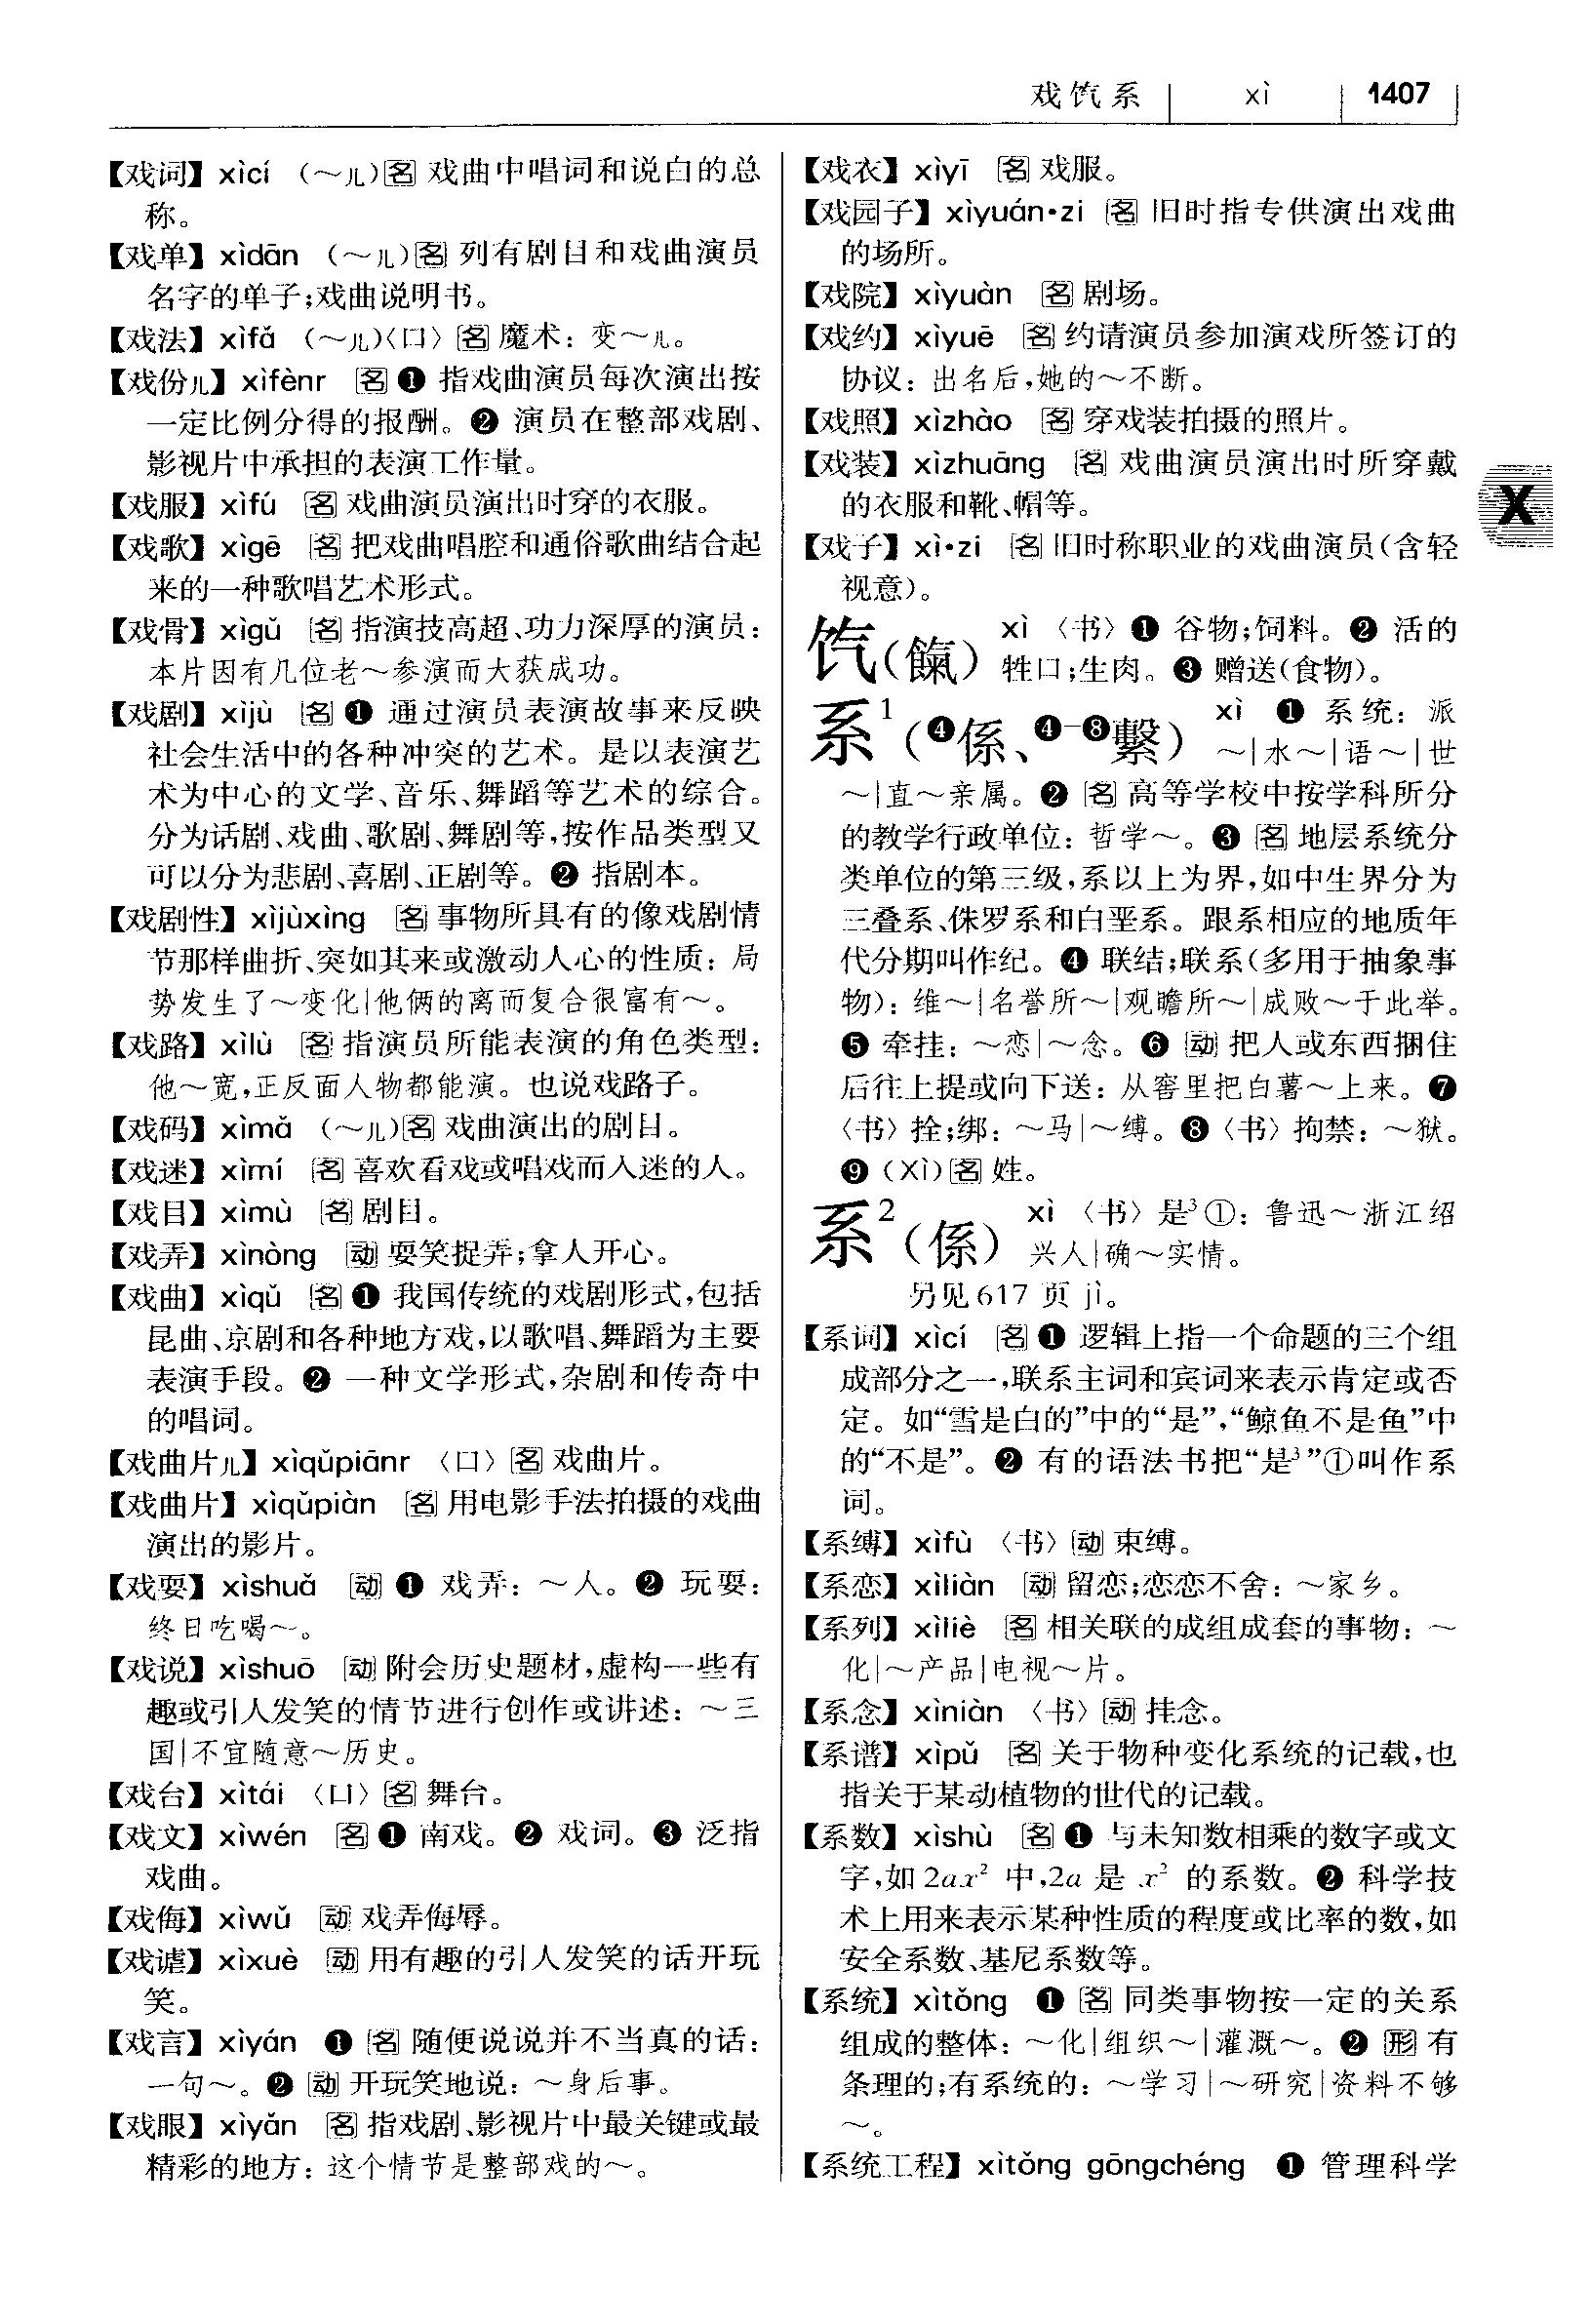 戏饩系 xì 1407
【戏词】xìcí （～儿）名 戏曲中唱词和说白的总
称。
【戏单】xìdān （～儿）名 列有剧目和戏曲演员
名字的单子;戏曲说明书。
【戏法】xìfǎ （～儿）〈口〉名 魔术：变～儿。
【戏份儿】xìfènr 名 ❶ 指戏曲演员每次演出按
一定比例分得的报酬。❷ 演员在整部戏剧、
影视片中承担的表演工作量。
【戏服】xìfú 名 戏曲演员演出时穿的衣服。
【戏歌】xìgē 名 把戏曲唱腔和通俗歌曲结合起
来的一种歌唱艺术形式。
【戏骨】xìgǔ 名 指演技高超、功力深厚的演员：
本片因有几位老～参演而大获成功。
【戏剧】xìjù 名 ❶ 通过演员表演故事来反映
社会生活中的各种冲突的艺术。是以表演艺
术为中心的文学、音乐、舞蹈等艺术的综合。
分为话剧、戏曲、歌剧、舞剧等,按作品类型又
可以分为悲剧、喜剧、正剧等。❷ 指剧本。
【戏剧性】xìjùxìng 名 事物所具有的像戏剧情
节那样曲折、突如其来或激动人心的性质：局
势发生了～变化|他俩的离而复合很富有～。
【戏路】xìlù 名 指演员所能表演的角色类型：
他～宽,正反面人物都能演。也说戏路子。
【戏码】xìmǎ （～儿）名 戏曲演出的剧目。
【戏迷】xìmí 名 喜欢看戏或唱戏而入迷的人。
【戏目】xìmù 名 剧目。
【戏弄】xìnòng 动 耍笑捉弄;拿人开心。
【戏曲】xìqǔ 名 ❶ 我国传统的戏剧形式,包括
昆曲、京剧和各种地方戏,以歌唱、舞蹈为主要
表演手段。❷ 一种文学形式,杂剧和传奇中
的唱词。
【戏曲片儿】xìqǔpiānr 〈口〉名 戏曲片。
【戏曲片】xìqǔpiàn 名 用电影手法拍摄的戏曲
演出的影片。
【戏耍】xìshuǎ 动 ❶ 戏弄：～人。❷ 玩耍：
终日吃喝～。
【戏说】xìshuō 动 附会历史题材,虚构一些有
趣或引人发笑的情节进行创作或讲述：～三
国|不宜随意～历史。
【戏台】xìtái 〈口〉名 舞台。
【戏文】xìwén 名 ❶ 南戏。❷ 戏词。❸ 泛指
戏曲。
【戏侮】xìwǔ 动 戏弄侮辱。
【戏谑】xìxuè 动 用有趣的引人发笑的话开玩
笑。
【戏言】xìyán ❶ 名 随便说说并不当真的话：
一句～。❷ 动 开玩笑地说：～身后事。
【戏眼】xìyǎn 名 指戏剧、影视片中最关键或最
精彩的地方：这个情节是整部戏的～。
【戏衣】xìyī 名 戏服。
【戏园子】xìyuán·zi 名 旧时指专供演出戏曲
的场所。
【戏院】xìyuàn 名 剧场。
【戏约】xìyuē 名 约请演员参加演戏所签订的
协议：出名后,她的～不断。
【戏照】xìzhào 名 穿戏装拍摄的照片。
【戏装】xìzhuāng 名 戏曲演员演出时所穿戴
的衣服和靴、帽等。
【戏子】xì·zi 名 旧时称职业的戏曲演员（含轻
视意）。
饩（餼） xì 〈书〉❶ 谷物;饲料。❷ 活的
牲口;生肉。❸ 赠送（食物）。
系¹（❹係、❹–❽繫） xì ❶ 系统：派
～|水～|语～|世
～|直～亲属。❷ 名 高等学校中按学科所分
的教学行政单位：哲学～。❸ 名 地层系统分
类单位的第三级,系以上为界,如中生界分为
三叠系、侏罗系和白垩系。跟系相应的地质年
代分期叫作纪。❹ 联结;联系（多用于抽象事
物）：维～|名誉所～|观瞻所～|成败～于此举。
❺ 牵挂：～恋|～念。❻ 动 把人或东西捆住
后往上提或向下送：从窖里把白薯～上来。❼
〈书〉拴;绑：～马|～缚。❽〈书〉拘禁：～狱。
❾（Xì）名 姓。
系²（係） xì 〈书〉是³①：鲁迅～浙江绍
兴人|确～实情。
另见617 页 jì。
【系词】xìcí 名 ❶ 逻辑上指一个命题的三个组
成部分之一,联系主词和宾词来表示肯定或否
定。如“雪是白的”中的“是”,“鲸鱼不是鱼”中
的“不是”。❷ 有的语法书把“是³”①叫作系
词。
【系缚】xìfù 〈书〉动 束缚。
【系恋】xìliàn 动 留恋;恋恋不舍：～家乡。
【系列】xìliè 名 相关联的成组成套的事物：～
化|～产品|电视～片。
【系念】xìniàn 〈书〉动 挂念。
【系谱】xìpǔ 名 关于物种变化系统的记载,也
指关于某动植物的世代的记载。
【系数】xìshù 名 ❶ 与未知数相乘的数字或文
字,如 2ax² 中,2a 是 x² 的系数。❷ 科学技
术上用来表示某种性质的程度或比率的数,如
安全系数、基尼系数等。
【系统】xìtǒng ❶ 名 同类事物按一定的关系
组成的整体：～化|组织～|灌溉～。❷ 形 有
条理的;有系统的：～学习|～研究|资料不够
～。
【系统工程】xìtǒng gōngchéng ❶ 管理科学
X